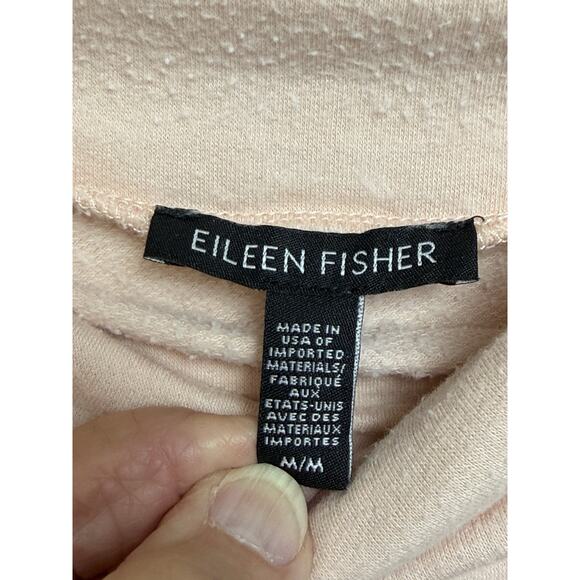 EILEEN FISHER
MADE IN
USA OF
IMPORTED
MATERIALS/
FABRIQUÉ
AUX
ETATS-UNIS
AVEC DES
MATERIAUX
IMPORTES
M/M